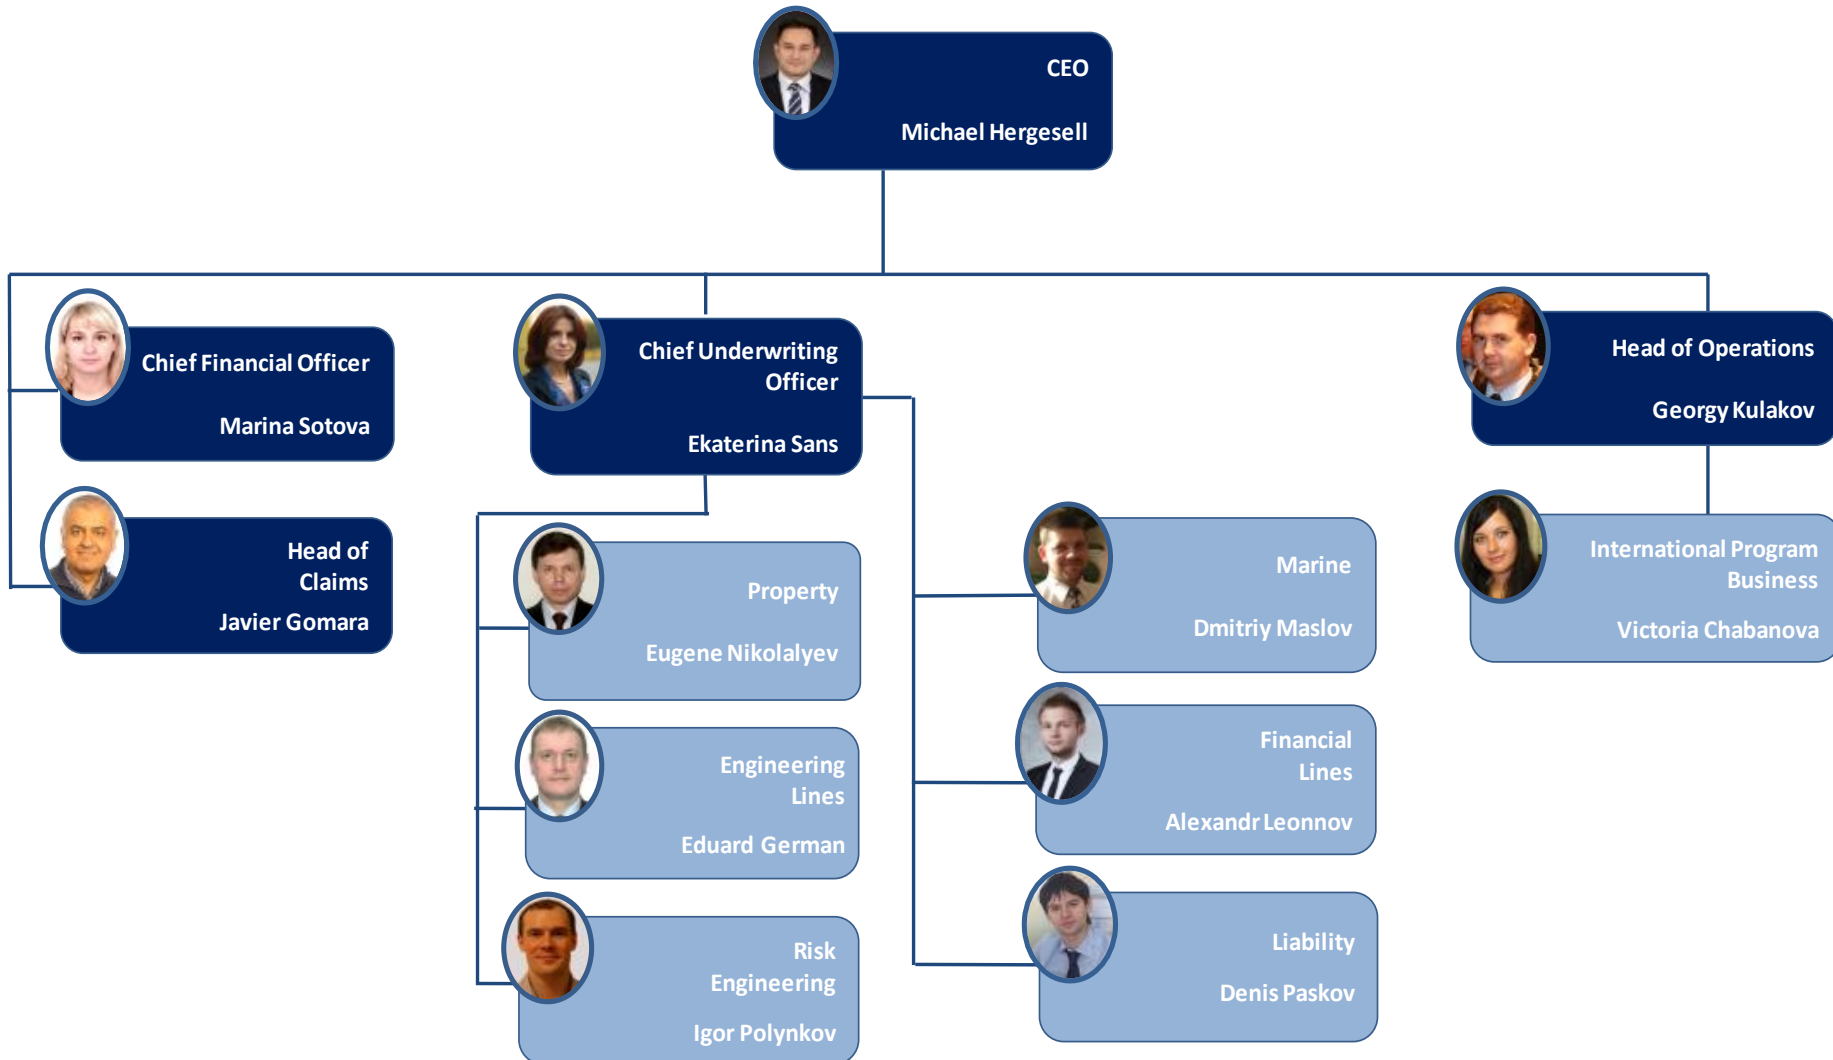 CEO
Michael Hergesell
Chief Financial Officer
Marina Sotova
Head of
Claims
Javier Gomara
Chief Underwriting
Officer
Ekaterina Sans
Property
Eugene Nikolalyev
Engineering
Lines
Eduard German
Risk
Engineering
Igor Polynkov
Marine
Dmitriy Maslov
Financial
Lines
Alexandr Leonnov
Liability
Denis Paskov
Head of Operations
Georgy Kulakov
International Program
Business
Victoria Chabanova